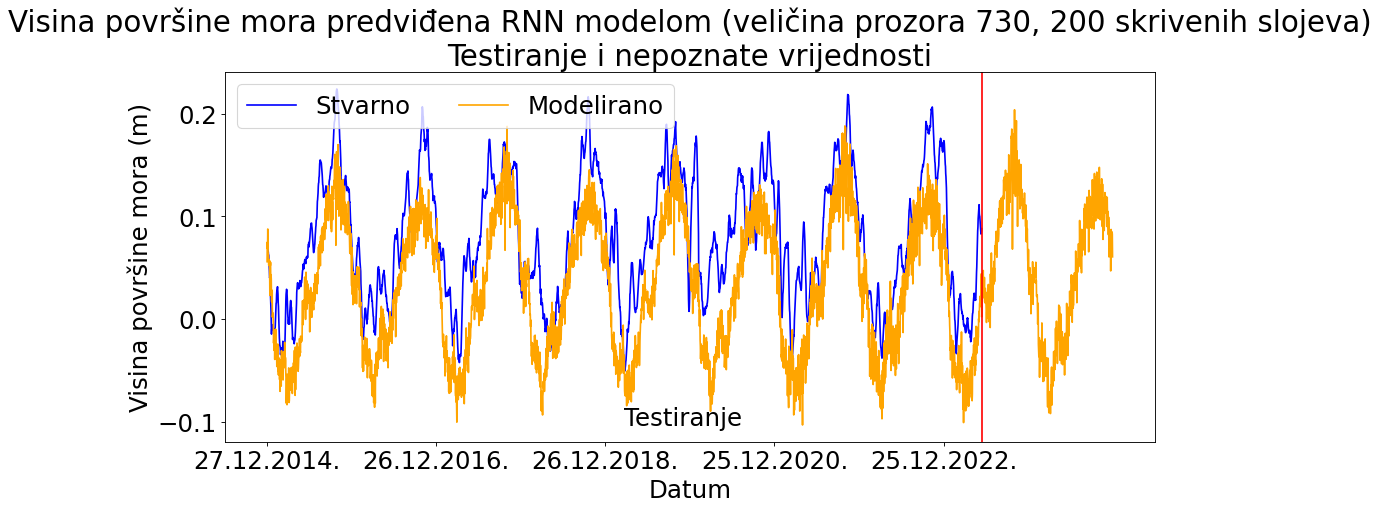 Visina površine mora predviđena RNN modelom (veličina prozora 730, 200 skrivenih slojeva)
Testiranje i nepoznate vrijednosti
Stvarno Modelirano
Visina površine mora (m)
0.2
0.1
0.0
−0.1
Testiranje
27.12.2014. 26.12.2016. 26.12.2018. 25.12.2020. 25.12.2022.
Datum